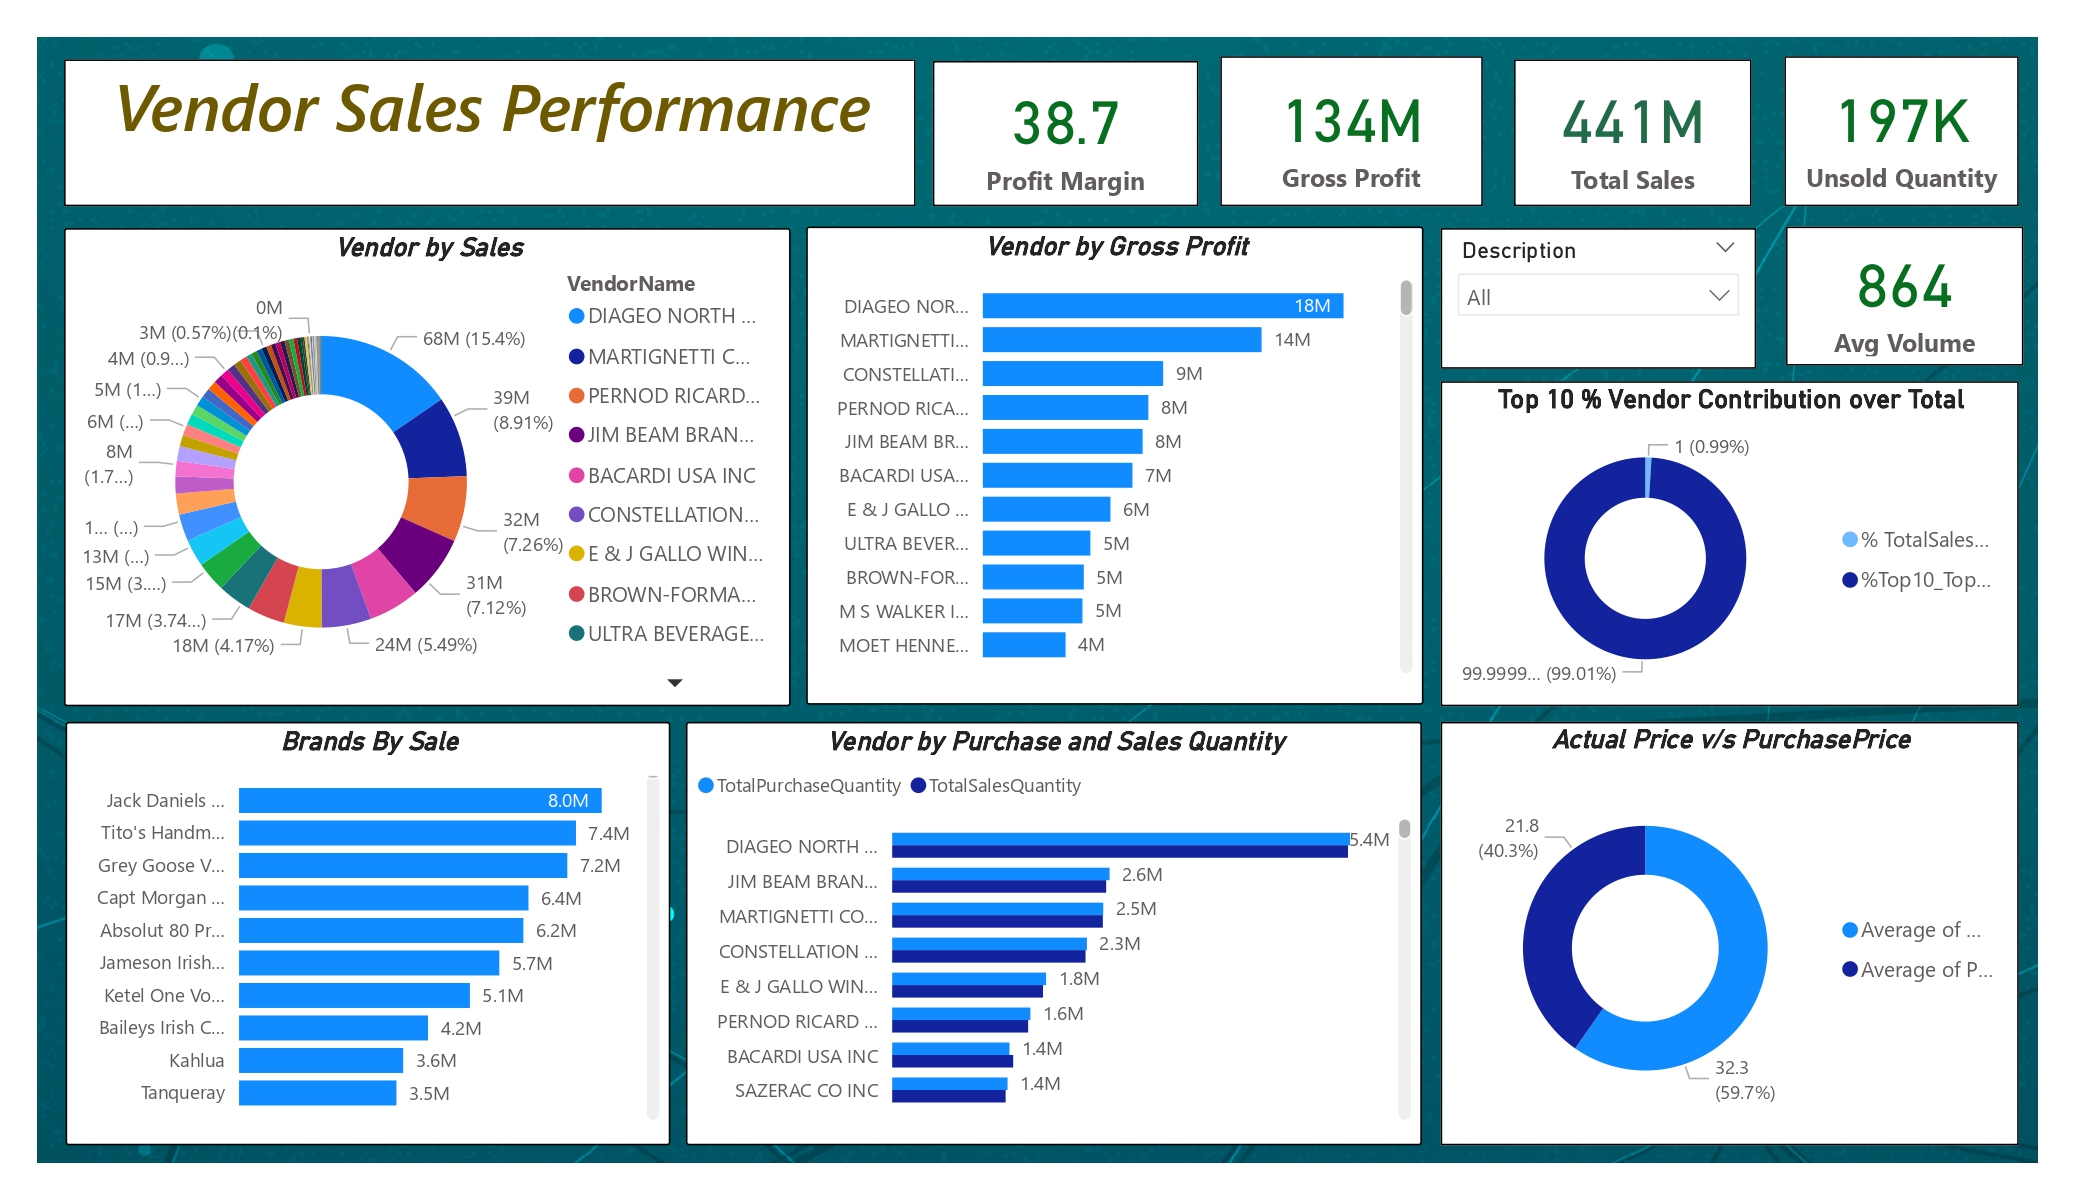 Vendor Sales Performance
38.7
Profit Margin
134M
Gross Profit
441M
Total Sales
197K
Unsold Quantity
Vendor by Sales
0M
3M (0.57%)
(0.1%)
4M (0.9...)
5M (1...)
6M (...)
8M
(1.7...)
1... (...)
13M (...)
15M (3....)
17M (3.74...)
18M (4.17%)
24M (5.49%)
31M
(7.12%)
32M
(7.26%)
39M
(8.91%)
68M (15.4%)
VendorName
DIAGEO NORTH ...
MARTIGNETTI C...
PERNOD RICARD...
JIM BEAM BRAN...
BACARDI USA INC
CONSTELLATION...
E & J GALLO WIN...
BROWN-FORMA...
ULTRA BEVERAGE...
Vendor by Gross Profit
DIAGEO NOR... 18M
MARTIGNETTI... 14M
CONSTELLATI... 9M
PERNOD RICA... 8M
JIM BEAM BR... 8M
BACARDI USA... 7M
E & J GALLO ... 6M
ULTRA BEVER... 5M
BROWN-FOR... 5M
M S WALKER I... 5M
MOET HENNE... 4M
Description
All
864
Avg Volume
Top 10 % Vendor Contribution over Total
1 (0.99%)
99.9999... (99.01%)
% TotalSales...
%Top10_Top...
Brands By Sale
Jack Daniels ... 8.0M
Tito's Handm... 7.4M
Grey Goose V... 7.2M
Capt Morgan ... 6.4M
Absolut 80 Pr... 6.2M
Jameson Irish... 5.7M
Ketel One Vo... 5.1M
Baileys Irish C... 4.2M
Kahlua 3.6M
Tanqueray 3.5M
Vendor by Purchase and Sales Quantity
TotalPurchaseQuantity TotalSalesQuantity
DIAGEO NORTH ... 5.4M
JIM BEAM BRAN... 2.6M
MARTIGNETTI CO... 2.5M
CONSTELLATION ... 2.3M
E & J GALLO WIN... 1.8M
PERNOD RICARD ... 1.6M
BACARDI USA INC 1.4M
SAZERAC CO INC 1.4M
Actual Price v/s PurchasePrice
21.8
(40.3%)
32.3
(59.7%)
Average of ...
Average of P...